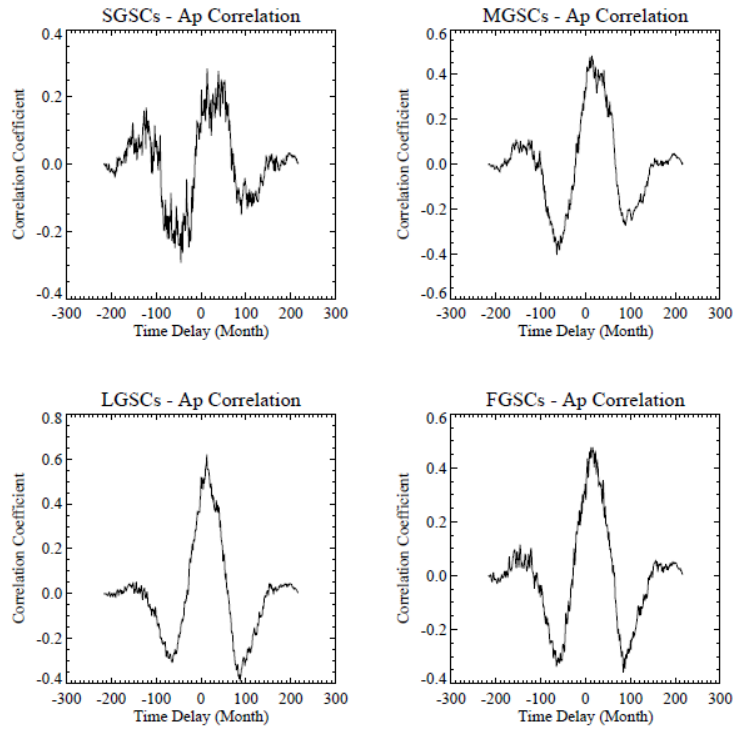 SGSCs - Ap Correlation
0.4
0.2
0.0
-0.2
-0.4
Correlation Coefficient
-300 -200 -100 0 100 200 300
Time Delay (Month)
MGSCs - Ap Correlation
0.6
0.4
0.2
0.0
-0.2
-0.4
-0.6
Correlation Coefficient
-300 -200 -100 0 100 200 300
Time Delay (Month)
LGSCs - Ap Correlation
0.8
0.6
0.4
0.2
0.0
-0.2
-0.4
Correlation Coefficient
-300 -200 -100 0 100 200 300
Time Delay (Month)
FGSCs - Ap Correlation
0.6
0.4
0.2
0.0
-0.2
-0.4
Correlation Coefficient
-300 -200 -100 0 100 200 300
Time Delay (Month)